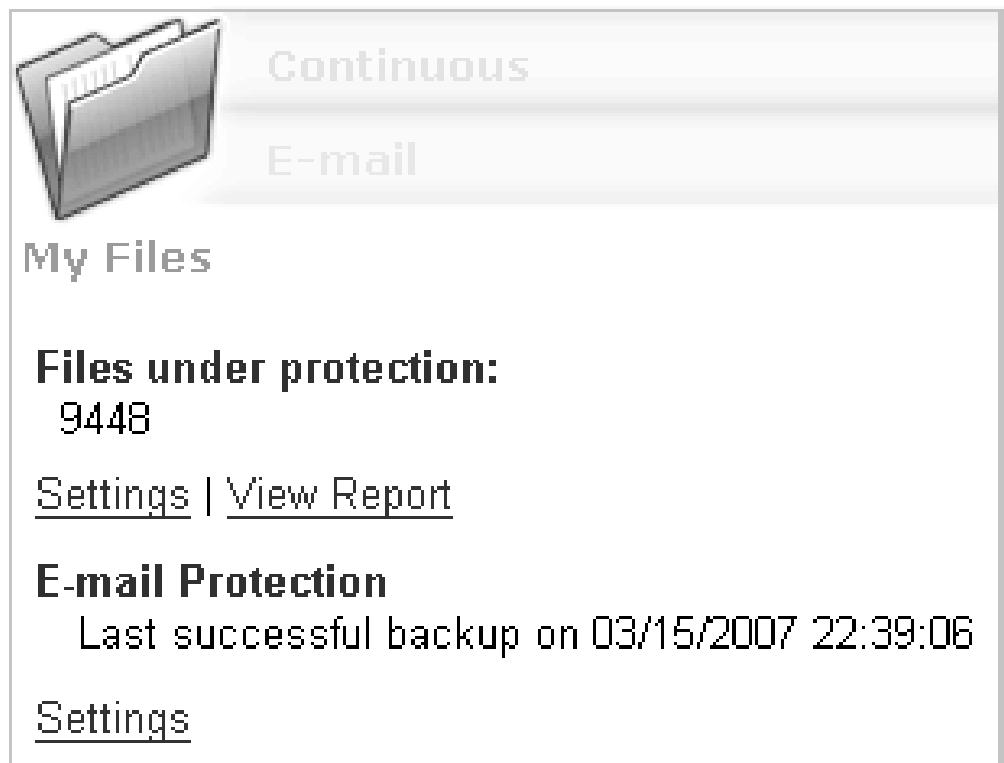 Continuous
E-mail
My Files
Files under protection:
9448
Settings | View Report
E-mail Protection
Last successful backup on 03/15/2007 22:39:06
Settings